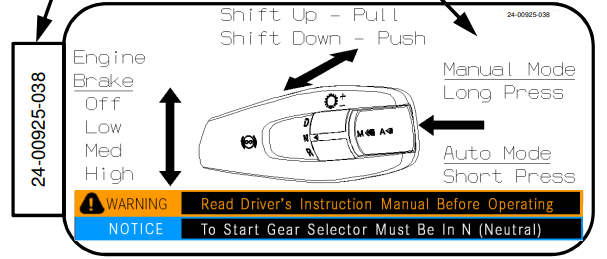 Shift Up - Pull
Shift Down - Push
24-00925-038
24-00925-038
Engine
Brake
Off
Low
Med
High
Manual Mode
Long Press
Auto Mode
Short Press
+
-
D
N
R
M
A
WARNING Read Driver's Instruction Manual Before Operating
NOTICE To Start Gear Selector Must Be In N (Neutral)